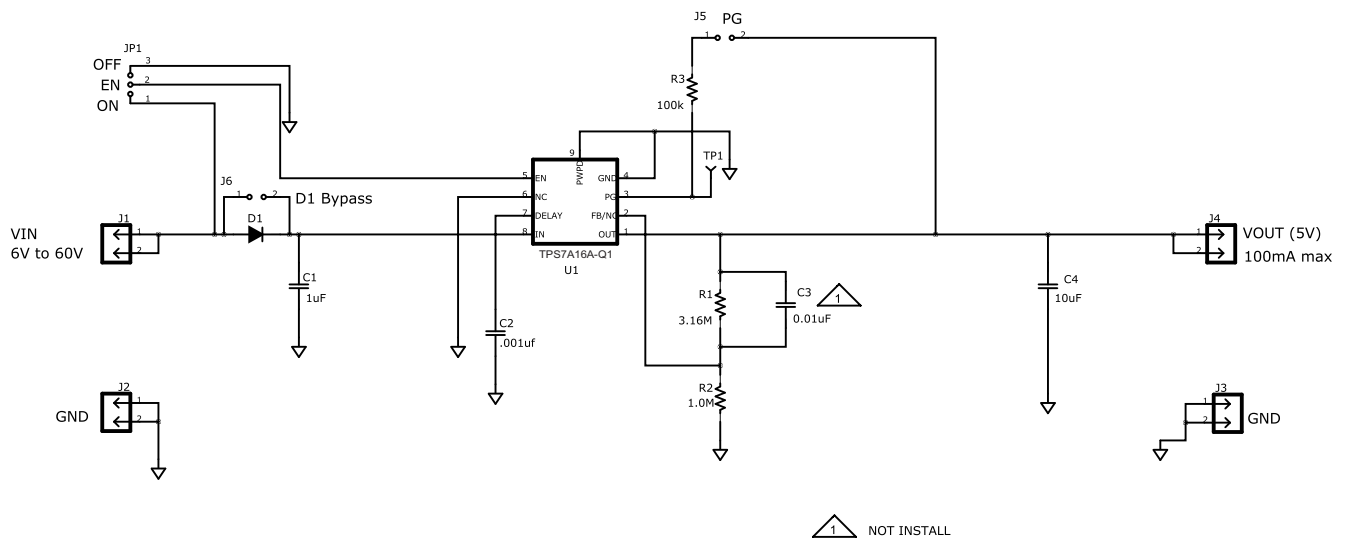 J5 PG
1 2
JP1
OFF 3
EN 2
ON 1
R3
100k
TP1
9
PWPD
5 EN GND 4
6 NC PG 3
7 DELAY FB/NC 2
8 IN OUT 1
TPS7A16A-Q1
U1
J6
1 2 D1 Bypass
D1
J1
VIN
6V to 60V
1
2
J4
1
2
VOUT (5V)
100mA max
C1
1uF
C2
.001uf
R1
3.16M
C3
0.01uF
1
C4
10uF
R2
1.0M
J2
GND
1
2
J3
1
2
GND
1 NOT INSTALL